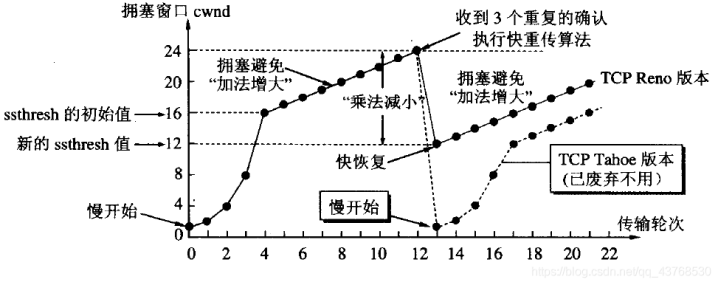 拥塞窗口 cwnd
收到 3 个重复的确认
执行快重传算法
24
拥塞避免
“加法增大”
拥塞避免
“加法增大”
TCP Reno 版本
20
“乘法减小”
ssthresh 的初始值
16
新的 ssthresh 值
12
快恢复
TCP Tahoe 版本
(已废弃不用)
8
慢开始
4
慢开始
传输轮次
0
0 2 4 6 8 10 12 14 16 18 20 22
https://blog.csdn.net/qq_43768530